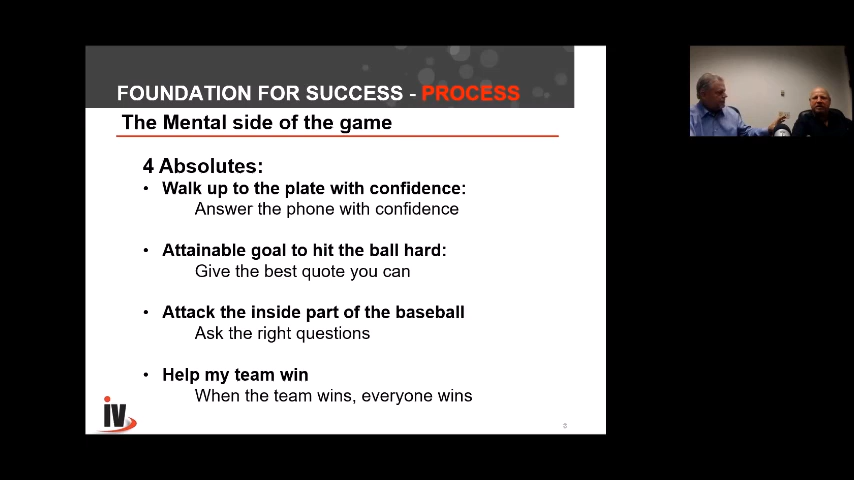 FOUNDATION FOR SUCCESS - PROCESS
The Mental side of the game
4 Absolutes:
• Walk up to the plate with confidence:
Answer the phone with confidence
• Attainable goal to hit the ball hard:
Give the best quote you can
• Attack the inside part of the baseball
Ask the right questions
• Help my team win
When the team wins, everyone wins
iv